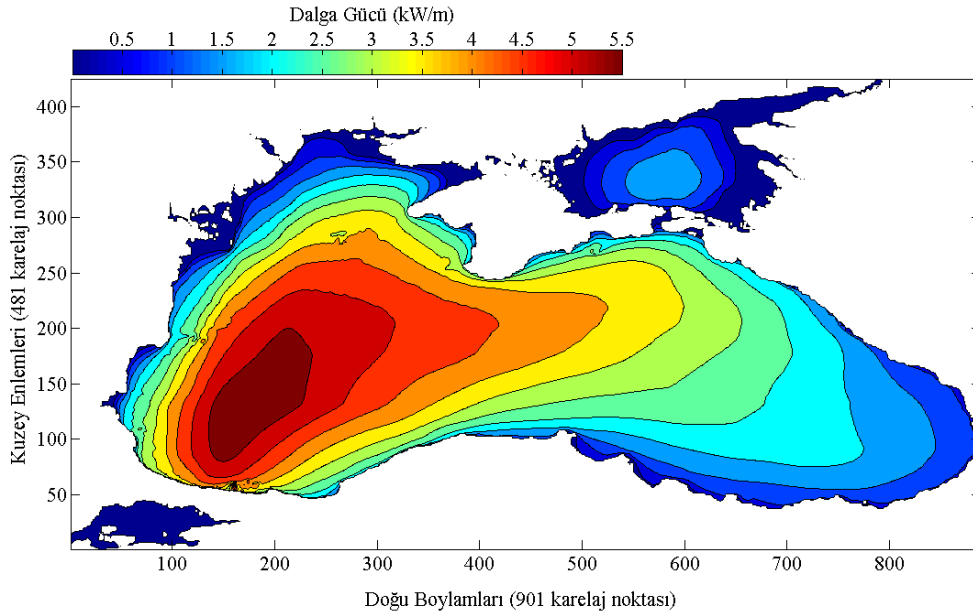 Dalga Gücü (kW/m)
0.5 1 1.5 2 2.5 3 3.5 4 4.5 5 5.5
Kuzey Enlemleri (481 karelaj noktası)
400
350
300
250
200
150
100
50
100 200 300 400 500 600 700 800
Doğu Boylamları (901 karelaj noktası)